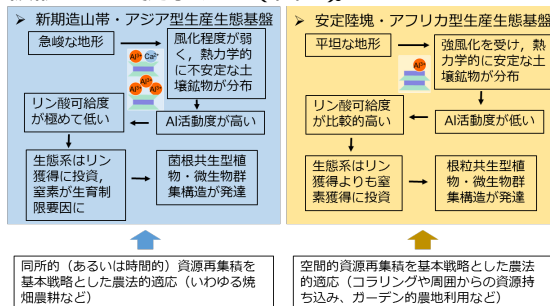 ➢ 新期造山帯・アジア型生産生態基盤
急峻な地形
風化程度が弱
く，熱力学的
に不安定な土
壌鉱物が分布
Al³⁺ Ca²⁺
Al³⁺
Al³⁺ Al³⁺
リン酸可給度
が極めて低い
Al活動度が高い
生態系はリン
獲得に投資，
窒素が生育制
限要因に
菌根共生型植
物・微生物群
集構造が発達
同所的（あるいは時間的）資源再集積を
基本戦略とした農法的適応（いわゆる焼
畑農耕など）
➢ 安定陸塊・アフリカ型生産生態基盤
平坦な地形
強風化を受け，熱
力学的に安定な土
壌鉱物が分布
Al³⁺
リン酸可給度
が比較的高い
Al活動度が低い
生態系はリン
獲得よりも窒
素獲得に投資
根粒共生型植
物・微生物群
集構造が発達
空間的資源再集積を基本戦略とした農法
的適応（コラリングや周囲からの資源持
ち込み、ガーデン的農地利用など）